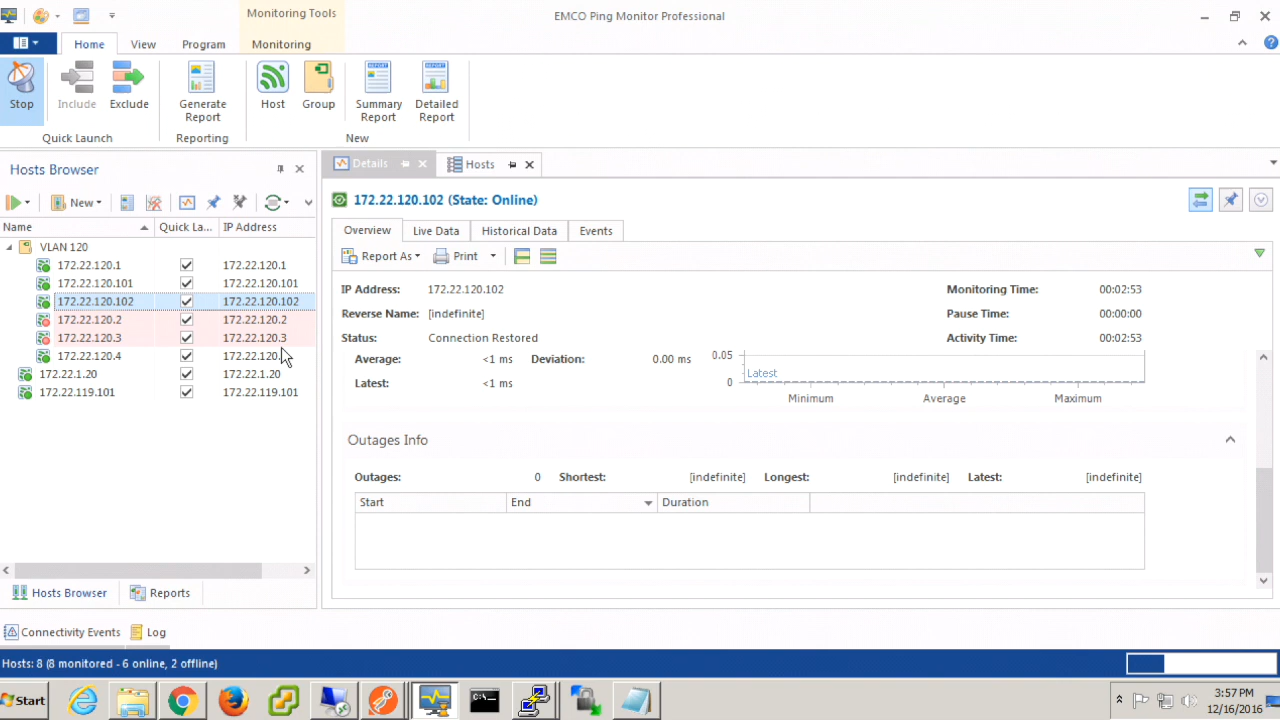 Monitoring Tools
EMCO Ping Monitor Professional
Home View Program Monitoring
Stop Include Exclude Generate Report Host Group Summary Report Detailed Report
Quick Launch Reporting New
Hosts Browser
Details Hosts
172.22.120.102 (State: Online)
New
Name Quick La... IP Address
VLAN 120
172.22.120.1 172.22.120.1
172.22.120.101 172.22.120.101
172.22.120.102 172.22.120.102
172.22.120.2 172.22.120.2
172.22.120.3 172.22.120.3
172.22.120.4 172.22.120.
172.22.1.20 172.22.1.20
172.22.119.101 172.22.119.101
Overview Live Data Historical Data Events
Report As Print
IP Address: 172.22.120.102 Monitoring Time: 00:02:53
Reverse Name: [indefinite] Pause Time: 00:00:00
Status: Connection Restored Activity Time: 00:02:53
Average: <1 ms Deviation: 0.00 ms 0.05
Latest: <1 ms 0 Latest
Minimum Average Maximum
Outages Info
Outages: 0 Shortest: [indefinite] Longest: [indefinite] Latest: [indefinite]
Start End Duration
Hosts Browser Reports
Connectivity Events Log
Hosts: 8 (8 monitored - 6 online, 2 offline)
Start
3:57 PM
12/16/2016